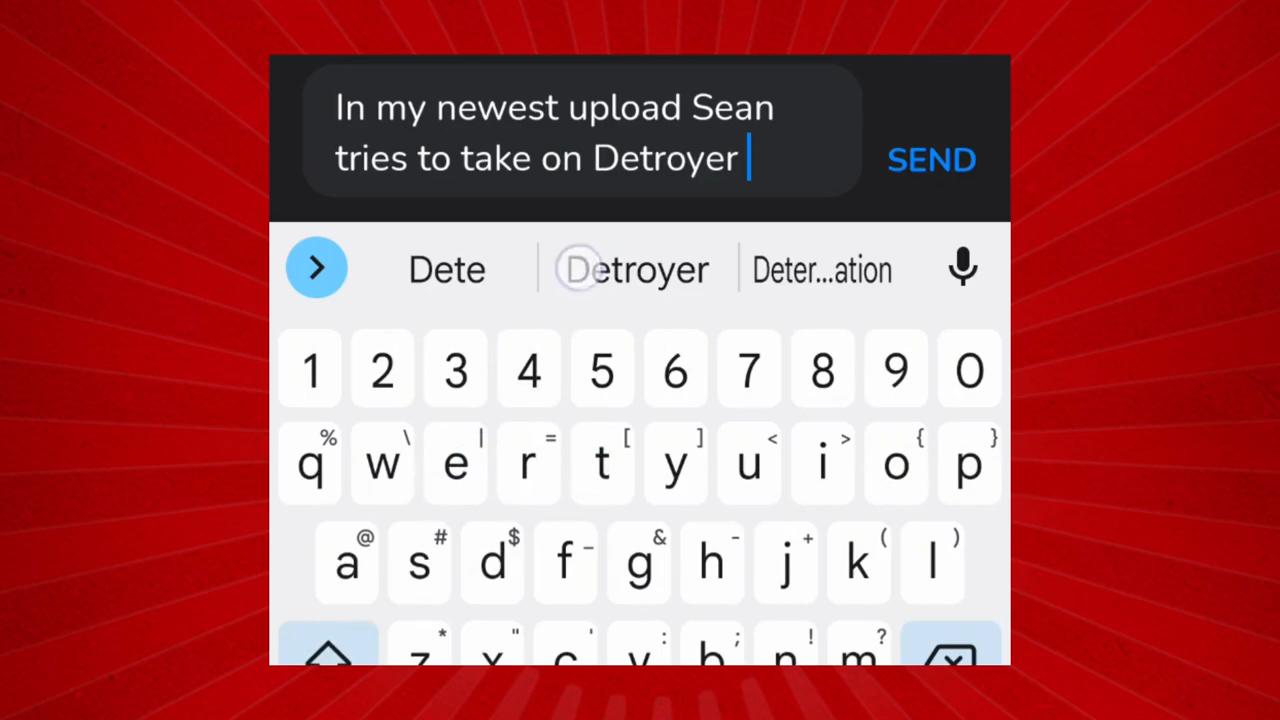 In my newest upload Sean
tries to take on Detroyer
SEND
Dete Detroyer Deter...ation
1 2 3 4 5 6 7 8 9 0
% \ | = [ ] < > { }
q w e r t y u i o p
@ # $ _ & - + ( )
a s d f g h j k l
* " ' : ; ! ?
z x c v b n m